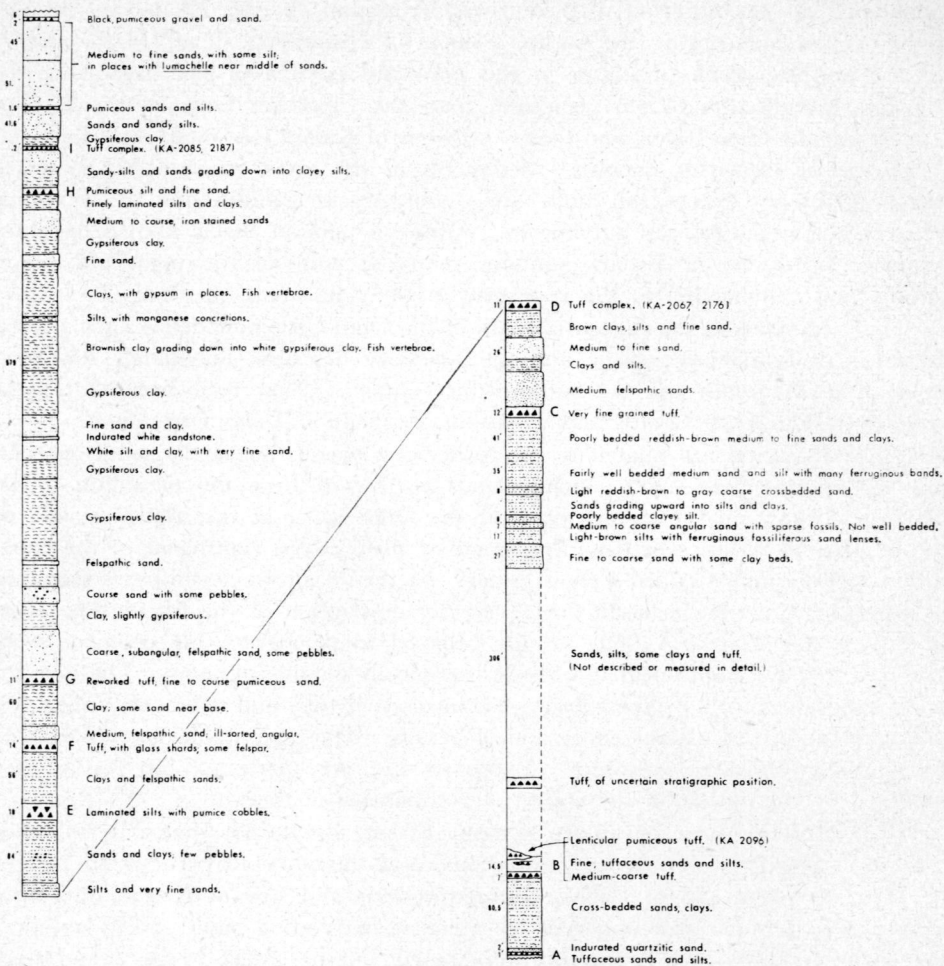 Black, pumiceous gravel and sand.
Medium to fine sands, with some silt;
in places with lumachelle near middle of sands.
Pumiceous sands and silts.
Sands and sandy silts.
Gypsiferous clay.
I Tuff complex. (KA-2085, 2187)
Sandy-silts and sands grading down into clayey silts.
H Pumiceous silt and fine sand.
Finely laminated silts and clays.
Medium to course, iron stained sands
Gypsiferous clay.
Fine sand.
Clays, with gypsum in places. Fish vertebrae.
Silts, with manganese concretions.
Brownish clay grading down into white gypsiferous clay. Fish vertebrae.
Gypsiferous clay.
Fine sand and clay.
Indurated white sandstone.
White silt and clay, with very fine sand.
Gypsiferous clay.
Gypsiferous clay.
Felspathic sand.
Course sand with some pebbles.
Clay, slightly gypsiferous.
Coarse, subangular, felspathic sand, some pebbles.
11' G Reworked tuff, fine to course pumiceous sand.
60' Clay; some sand near base.
Medium, felspathic sand; ill-sorted, angular.
14' F Tuff, with glass shards, some felspar.
Clays and felspathic sands.
E Laminated silts with pumice cobbles.
84' Sands and clays, few pebbles.
Silts and very fine sands.
11' D Tuff complex. (KA-2067, 2176)
Brown clays, silts and fine sand.
Medium to fine sand.
Clays and silts.
Medium felspathic sands.
C Very fine grained tuff.
41' Poorly bedded reddish-brown medium to fine sands and clays.
Fairly well bedded medium sand and silt with many ferruginous bands.
Light reddish-brown to gray coarse crossbedded sand.
Sands grading upward into silts and clays.
Poorly bedded clayey silt.
Medium to coarse angular sand with sparse fossils. Not well bedded.
11' Light-brown silts with ferruginous fossiliferous sand lenses.
27' Fine to coarse sand with some clay beds.
206' Sands, silts, some clays and tuff.
(Not described or measured in detail.)
Tuff, of uncertain stratigraphic position.
Lenticular pumiceous tuff. (KA 2096)
14.5' B Fine, tuffaceous sands and silts.
7' Medium-coarse tuff.
Cross-bedded sands, clays.
Indurated quartzitic sand.
A Tuffaceous sands and silts.